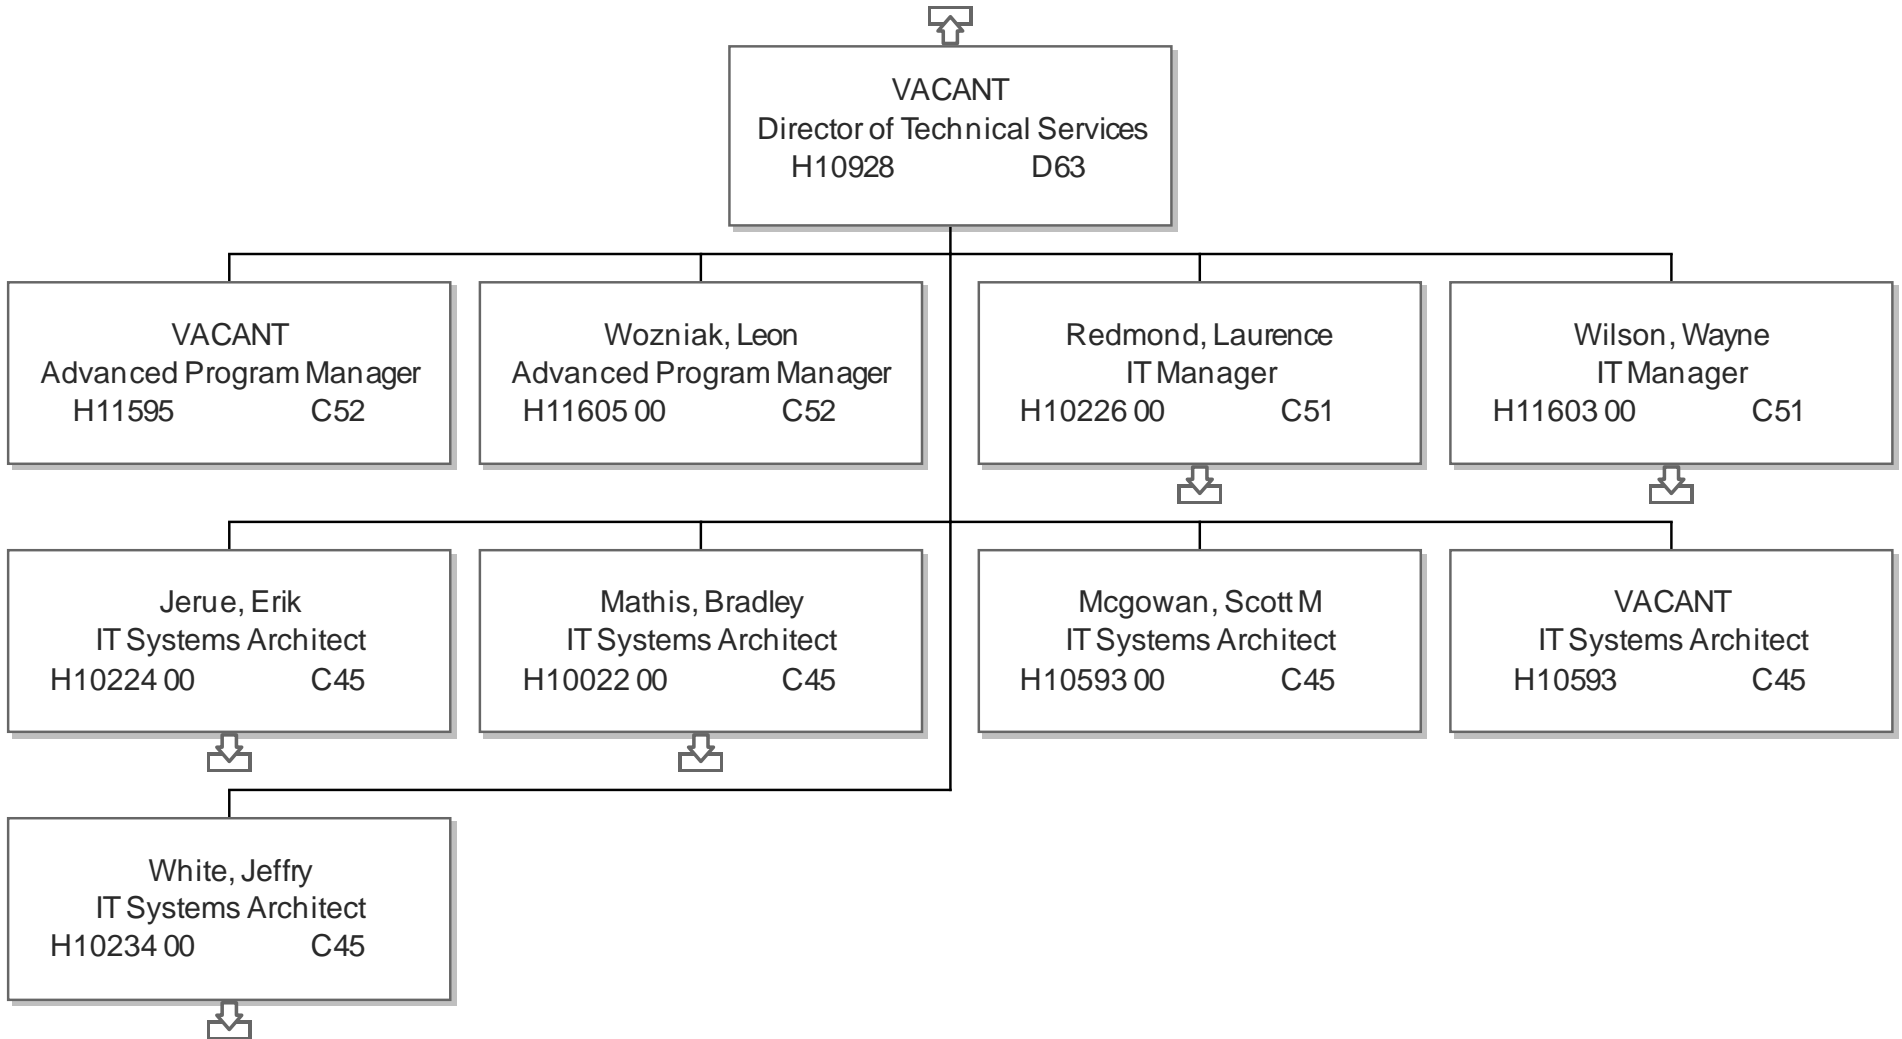 VACANT
Director of Technical Services
H10928 D63
VACANT
Advanced Program Manager
H11595 C52
Wozniak, Leon
Advanced Program Manager
H11605 00 C52
Redmond, Laurence
IT Manager
H10226 00 C51
Wilson, Wayne
IT Manager
H11603 00 C51
Jerue, Erik
IT Systems Architect
H10224 00 C45
Mathis, Bradley
IT Systems Architect
H10022 00 C45
Mcgowan, Scott M
IT Systems Architect
H10593 00 C45
VACANT
IT Systems Architect
H10593 C45
White, Jeffry
IT Systems Architect
H10234 00 C45